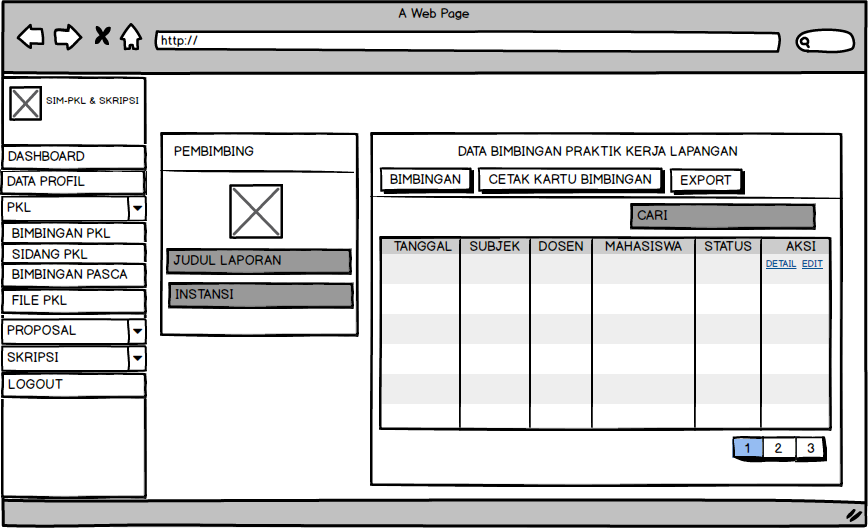 A Web Page
http://
SIM-PKL & SKRIPSI
DASHBOARD
DATA PROFIL
PKL
BIMBINGAN PKL
SIDANG PKL
BIMBINGAN PASCA
FILE PKL
PROPOSAL
SKRIPSI
LOGOUT
PEMBIMBING
JUDUL LAPORAN
INSTANSI
DATA BIMBINGAN PRAKTIK KERJA LAPANGAN
BIMBINGAN CETAK KARTU BIMBINGAN EXPORT
CARI
TANGGAL SUBJEK DOSEN MAHASISWA STATUS AKSI
DETAIL EDIT
1 2 3